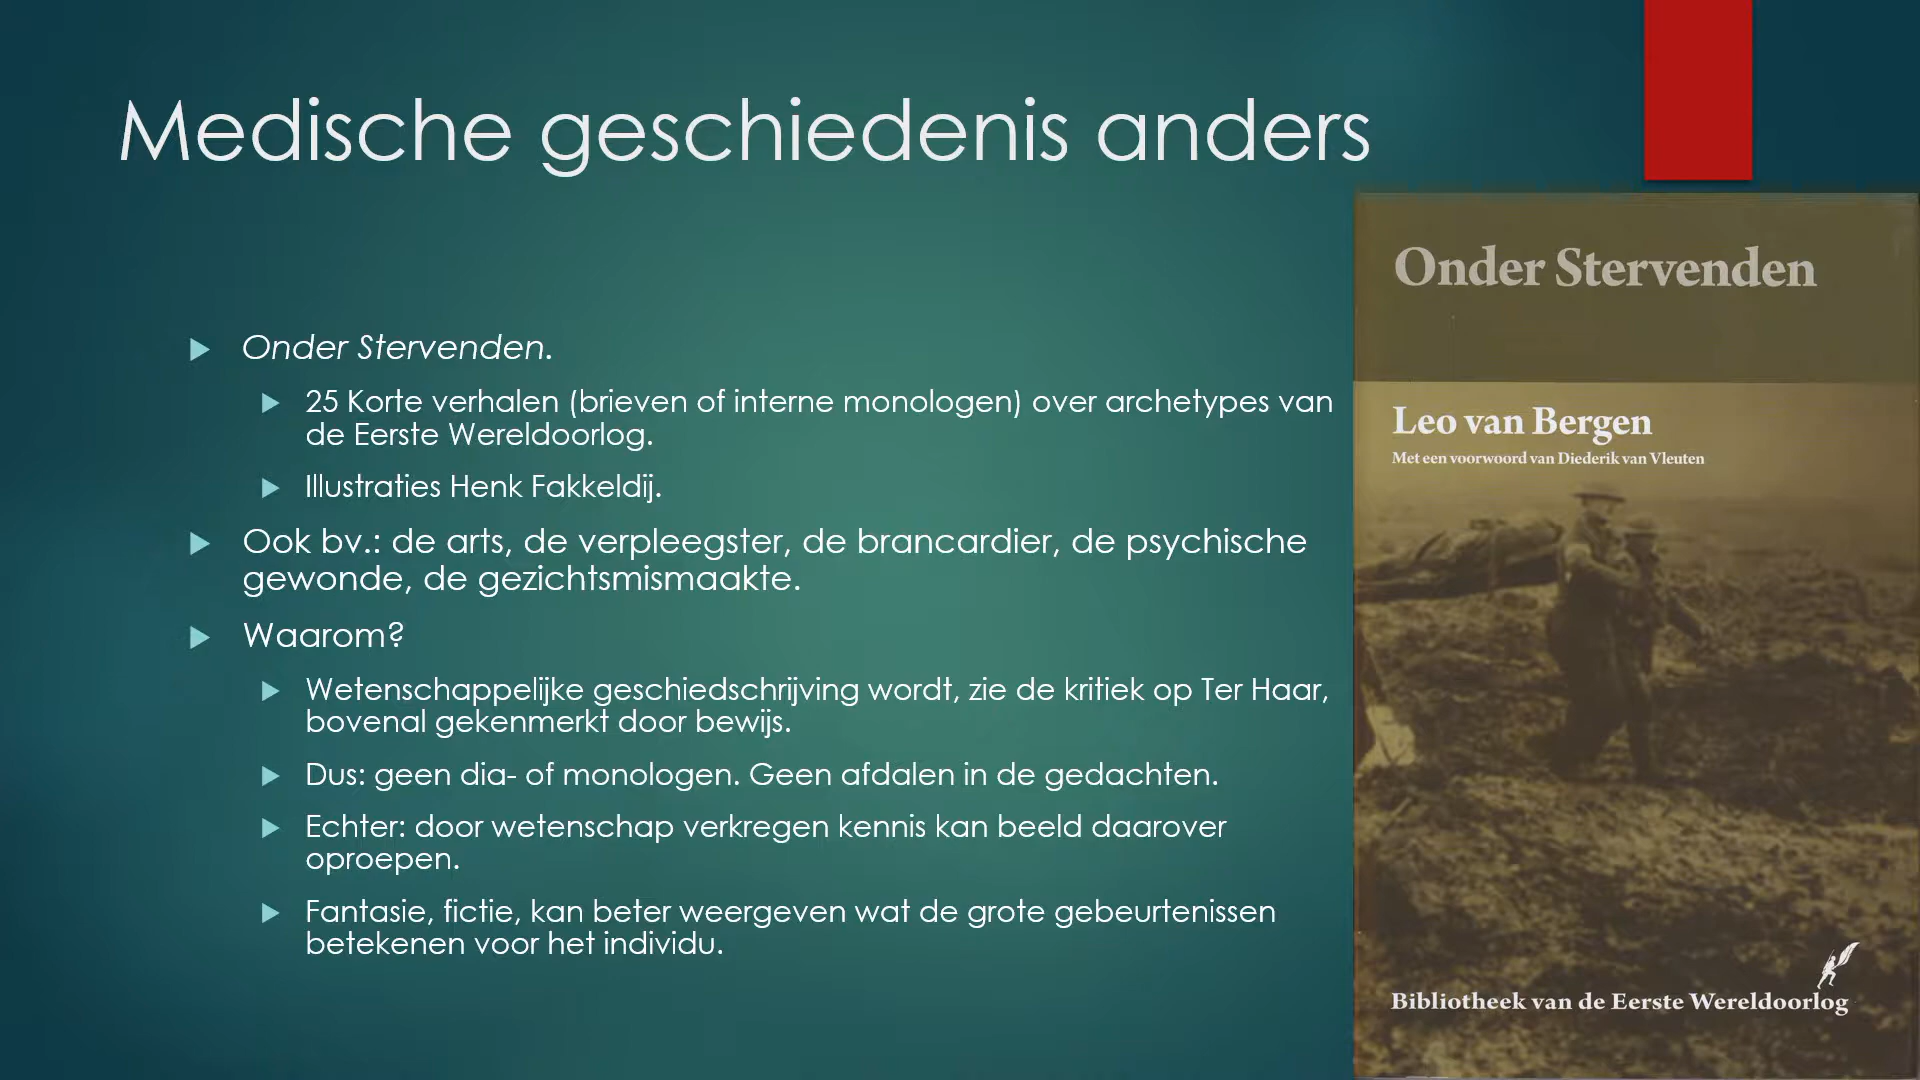 Medische geschiedenis anders
Onder Stervenden.
25 Korte verhalen (brieven of interne monologen) over archetypes van
de Eerste Wereldoorlog.
Illustraties Henk Fakkeldij.
Ook bv.: de arts, de verpleegster, de brancardier, de psychische
gewonde, de gezichtsmismaakte.
Waarom?
Wetenschappelijke geschiedschrijving wordt, zie de kritiek op Ter Haar,
bovenal gekenmerkt door bewijs.
Dus: geen dia- of monologen. Geen afdalen in de gedachten.
Echter: door wetenschap verkregen kennis kan beeld daarover
oproepen.
Fantasie, fictie, kan beter weergeven wat de grote gebeurtenissen
betekenen voor het individu.
Onder Stervenden
Leo van Bergen
Met een voorwoord van Diederik van Vleuten
Bibliotheek van de Eerste Wereldoorlog